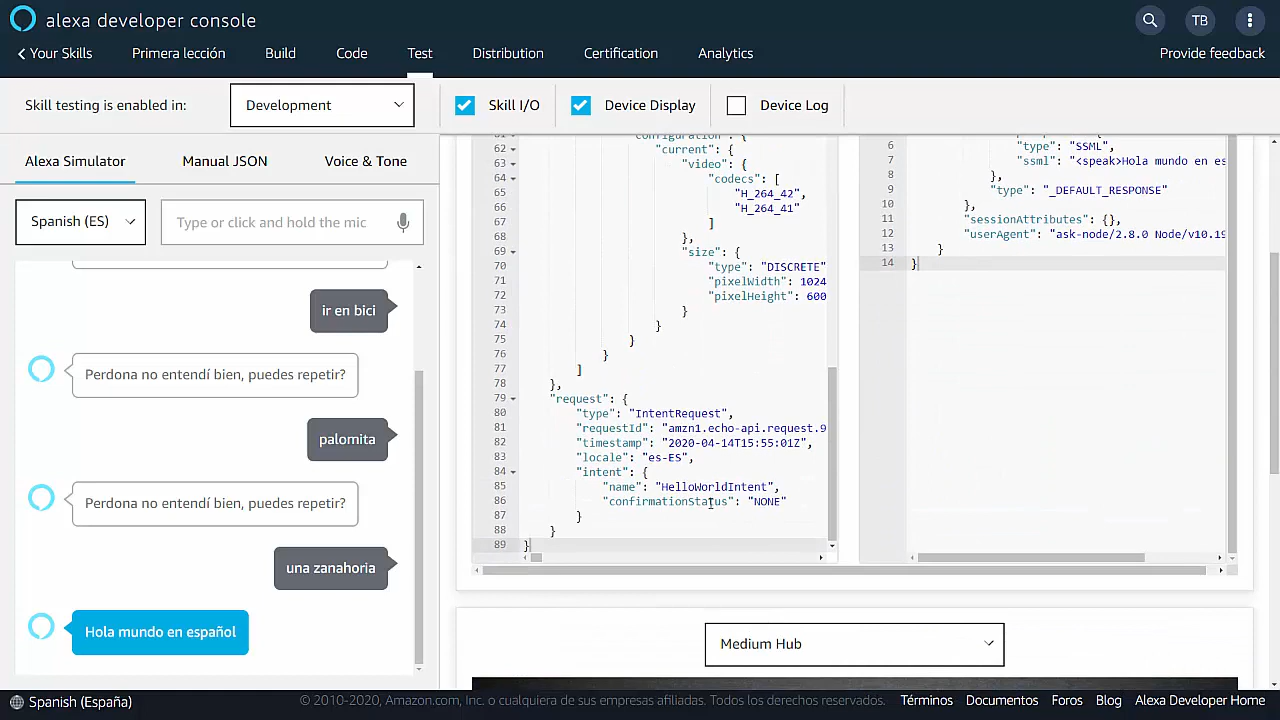 alexa developer console
TB
Your Skills
Primera lección
Build
Code
Test
Distribution
Certification
Analytics
Provide feedback
Skill testing is enabled in:
Development
Skill I/O
Device Display
Device Log
Alexa Simulator
Manual JSON
Voice & Tone
Spanish (ES)
Type or click and hold the mic
ir en bici
Perdona no entendí bien, puedes repetir?
palomita
Perdona no entendí bien, puedes repetir?
una zanahoria
Hola mundo en español
61 "configuration": {
62 "current": {
63 "video": {
64 "codecs": [
65 "H_264_42",
66 "H_264_41"
67 ]
68 },
69 "size": {
70 "type": "DISCRETE"
71 "pixelWidth": 1024
72 "pixelHeight": 600
73 }
74 }
75 }
76 }
77 ]
78 },
79 "request": {
80 "type": "IntentRequest",
81 "requestId": "amzn1.echo-api.request.9
82 "timestamp": "2020-04-14T15:55:01Z",
83 "locale": "es-ES",
84 "intent": {
85 "name": "HelloWorldIntent",
86 "confirmationStatus": "NONE"
87 }
88 }
89 }
6 "type": "SSML",
7 "ssml": "<speak>Hola mundo en es
8 },
9 "type": "_DEFAULT_RESPONSE"
10 },
11 "sessionAttributes": {},
12 "userAgent": "ask-node/2.8.0 Node/v10.19
13 }
14 }
Medium Hub
Spanish (España)
© 2010-2020, Amazon.com, Inc. o cualquiera de sus empresas afiliadas. Todos los derechos reservados.
Términos
Documentos
Foros
Blog
Alexa Developer Home